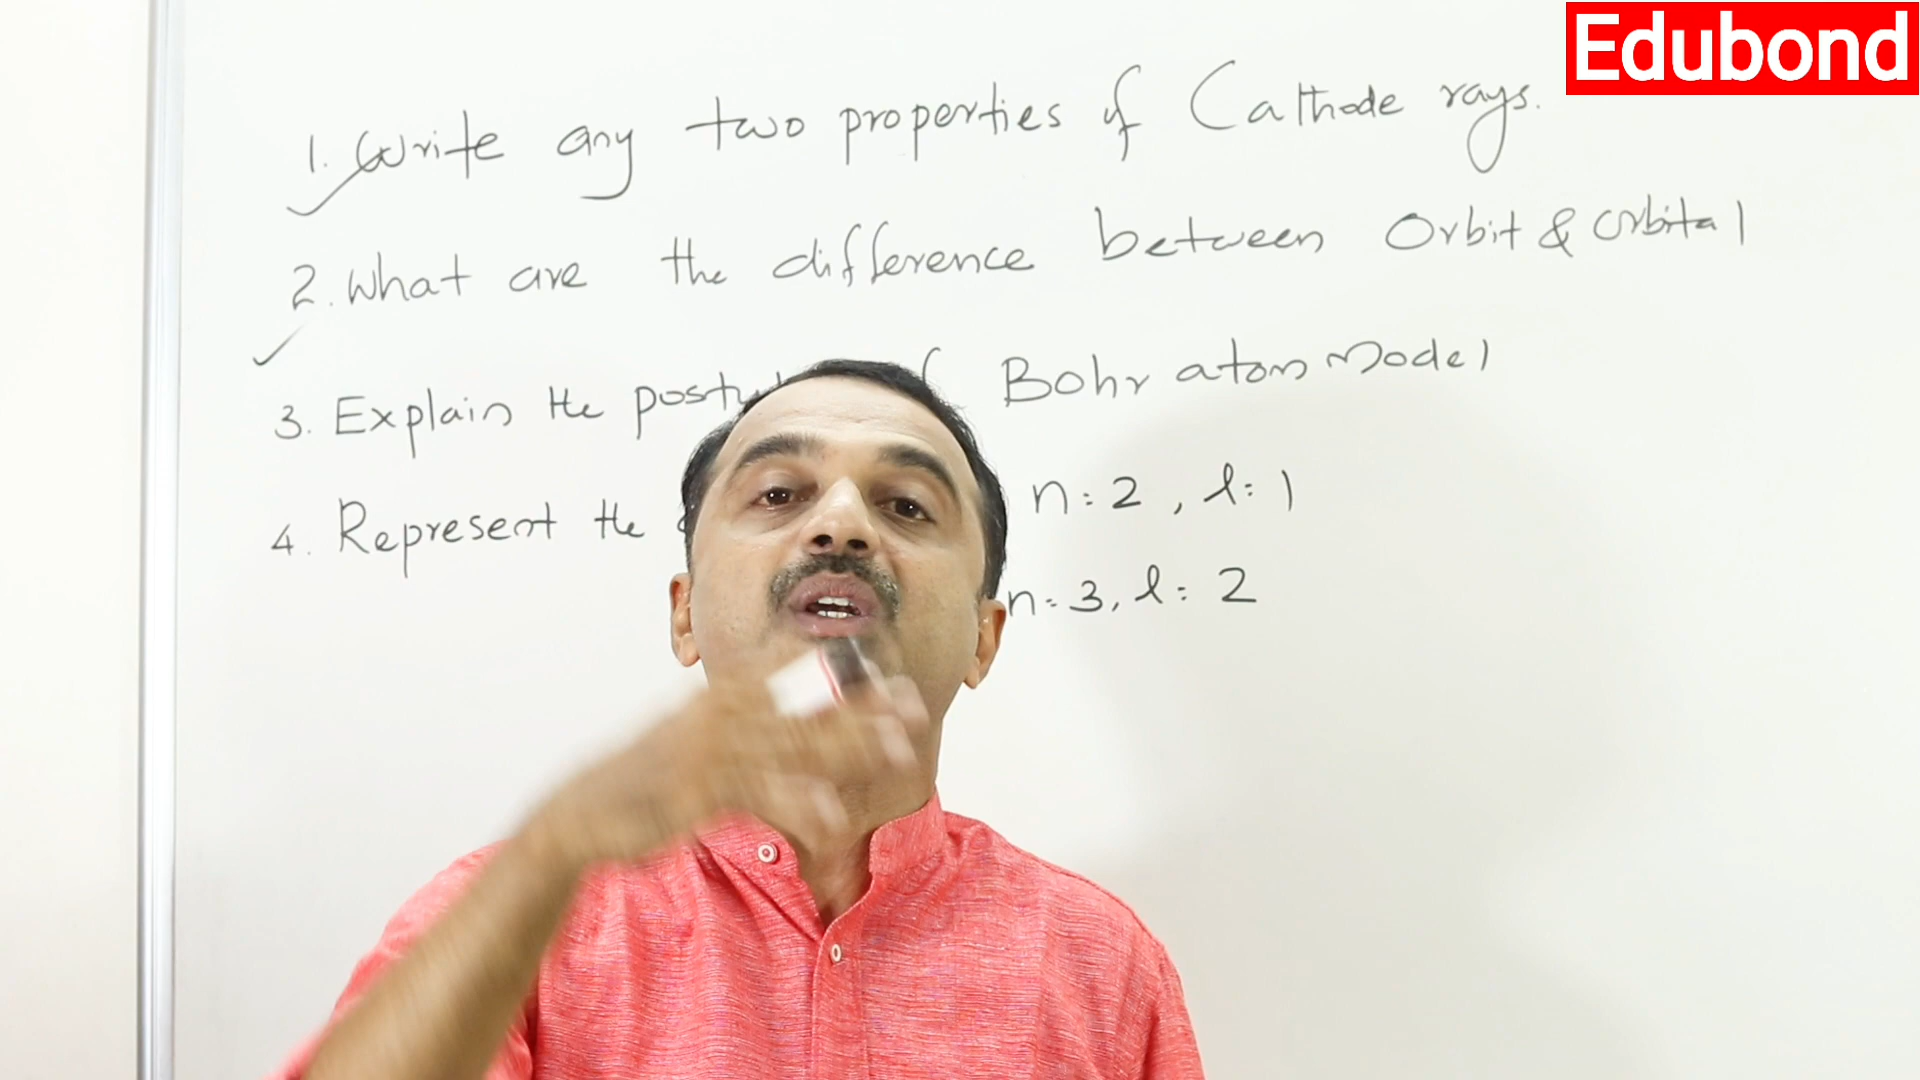 Edubond
1. Write any two properties of Cathode rays.
2. What are the difference between Orbit & orbital
3. Explain the Bohr atom model
4. Represent the n=2, l=1
n=3, l=2